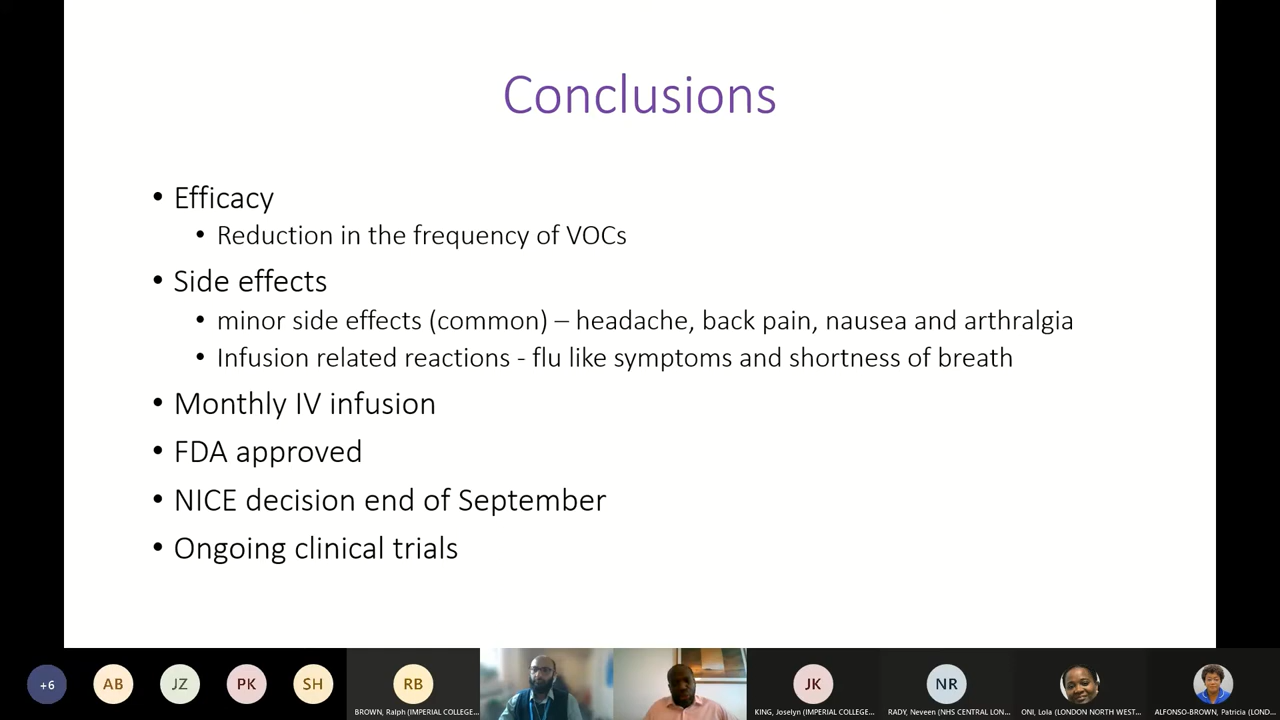 Conclusions
• Efficacy
• Reduction in the frequency of VOCs
• Side effects
• minor side effects (common) – headache, back pain, nausea and arthralgia
• Infusion related reactions - flu like symptoms and shortness of breath
• Monthly IV infusion
• FDA approved
• NICE decision end of September
• Ongoing clinical trials
+6
AB
JZ
PK
SH
RB
JK
NR
BROWN, Ralph (IMPERIAL COLLEGE...
KING, Joselyn (IMPERIAL COLLEGE...
RADY, Neveen (NHS CENTRAL LON...
ONI, Lola (LONDON NORTH WEST...
ALFONSO-BROWN, Patricia (LOND...